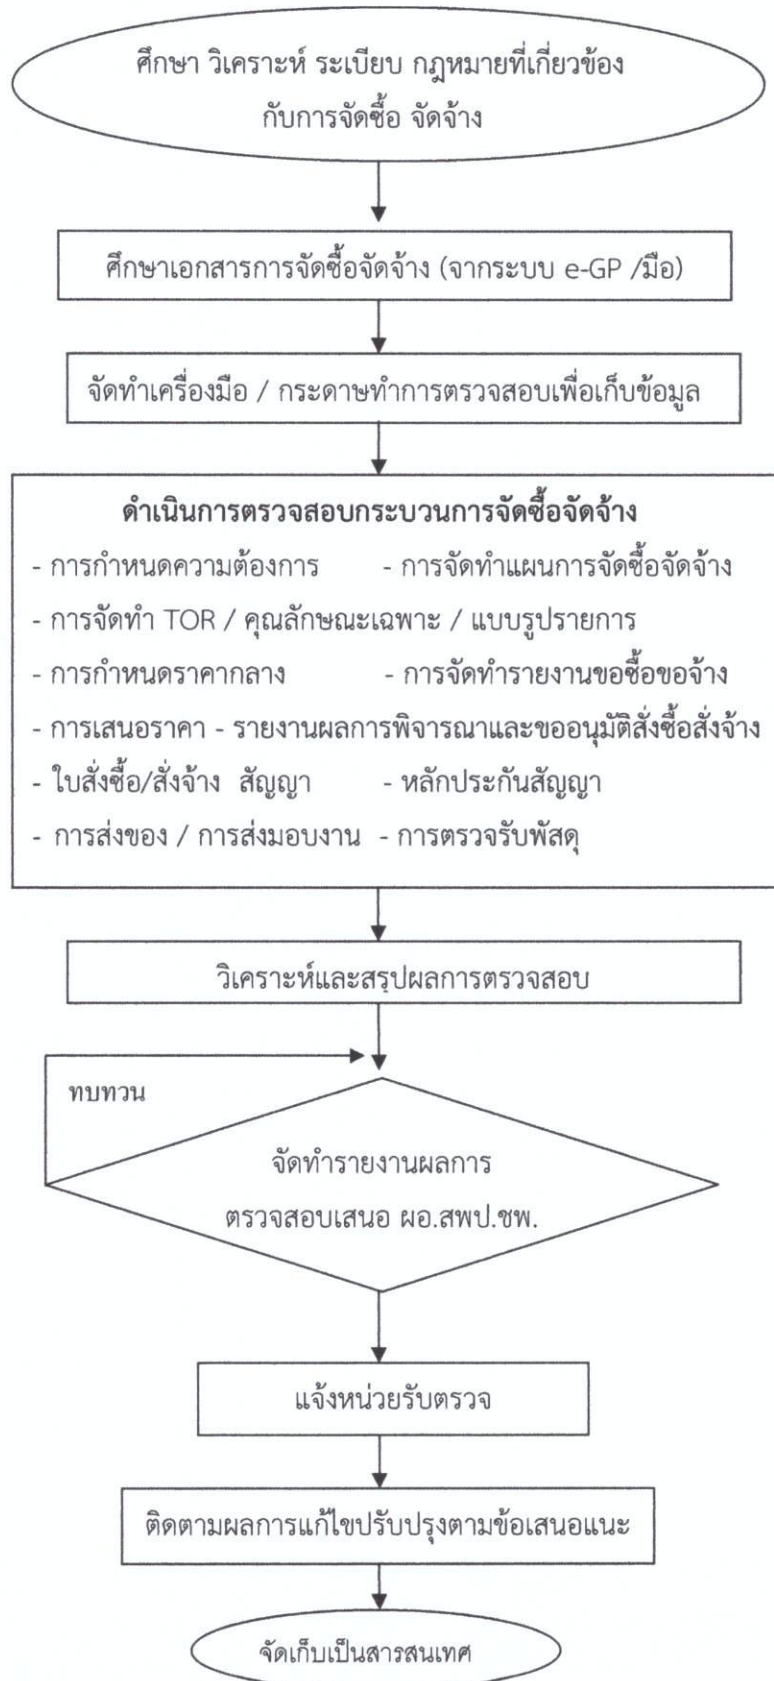 ศึกษา วิเคราะห์ ระเบียบ กฎหมายที่เกี่ยวข้อง
กับการจัดซื้อ จัดจ้าง
ศึกษาเอกสารการจัดซื้อจัดจ้าง (จากระบบ e-GP /มือ)
จัดทำเครื่องมือ / กระดาษทำการตรวจสอบเพื่อเก็บข้อมูล
ดำเนินการตรวจสอบกระบวนการจัดซื้อจัดจ้าง
- การกำหนดความต้องการ - การจัดทำแผนการจัดซื้อจัดจ้าง
- การจัดทำ TOR / คุณลักษณะเฉพาะ / แบบรูปรายการ
- การกำหนดราคากลาง - การจัดทำรายงานขอซื้อขอจ้าง
- การเสนอราคา - รายงานผลการพิจารณาและขออนุมัติสั่งซื้อสั่งจ้าง
- ใบสั่งซื้อ/สั่งจ้าง สัญญา - หลักประกันสัญญา
- การส่งของ / การส่งมอบงาน - การตรวจรับพัสดุ
วิเคราะห์และสรุปผลการตรวจสอบ
ทบทวน
จัดทำรายงานผลการ
ตรวจสอบเสนอ ผอ.สพป.ชพ.
แจ้งหน่วยรับตรวจ
ติดตามผลการแก้ไขปรับปรุงตามข้อเสนอแนะ
จัดเก็บเป็นสารสนเทศ